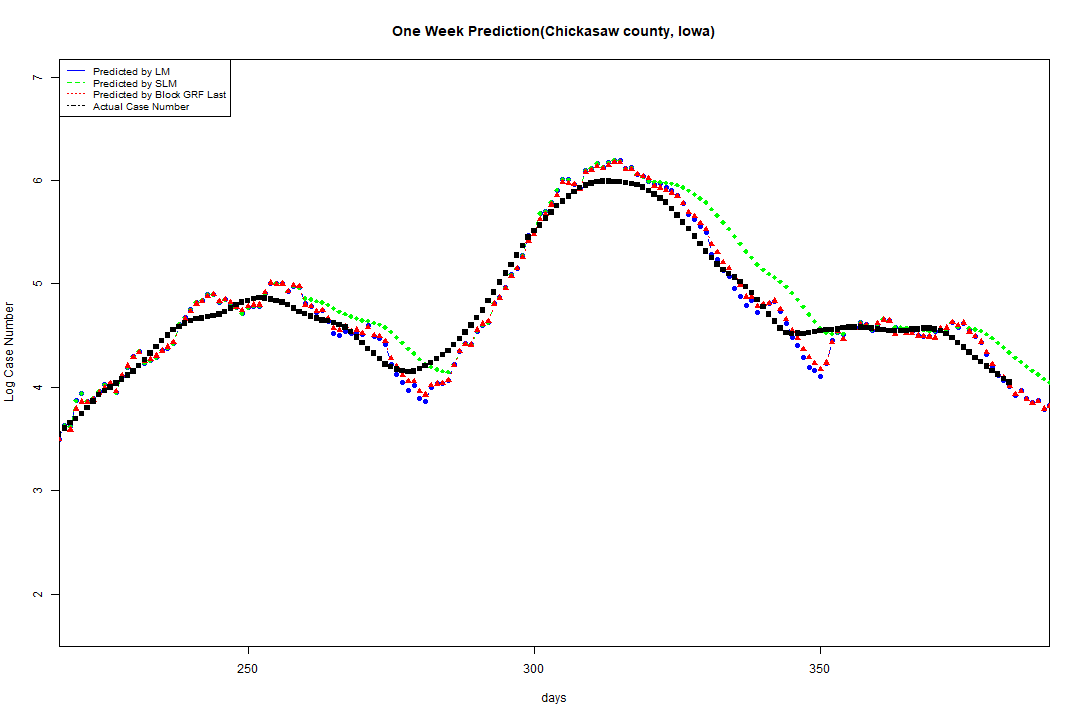 One Week Prediction(Chickasaw county, Iowa)
Predicted by LM
Predicted by SLM
Predicted by Block GRF Last
Actual Case Number
7
6
5
4
3
2
Log Case Number
250 300 350
days